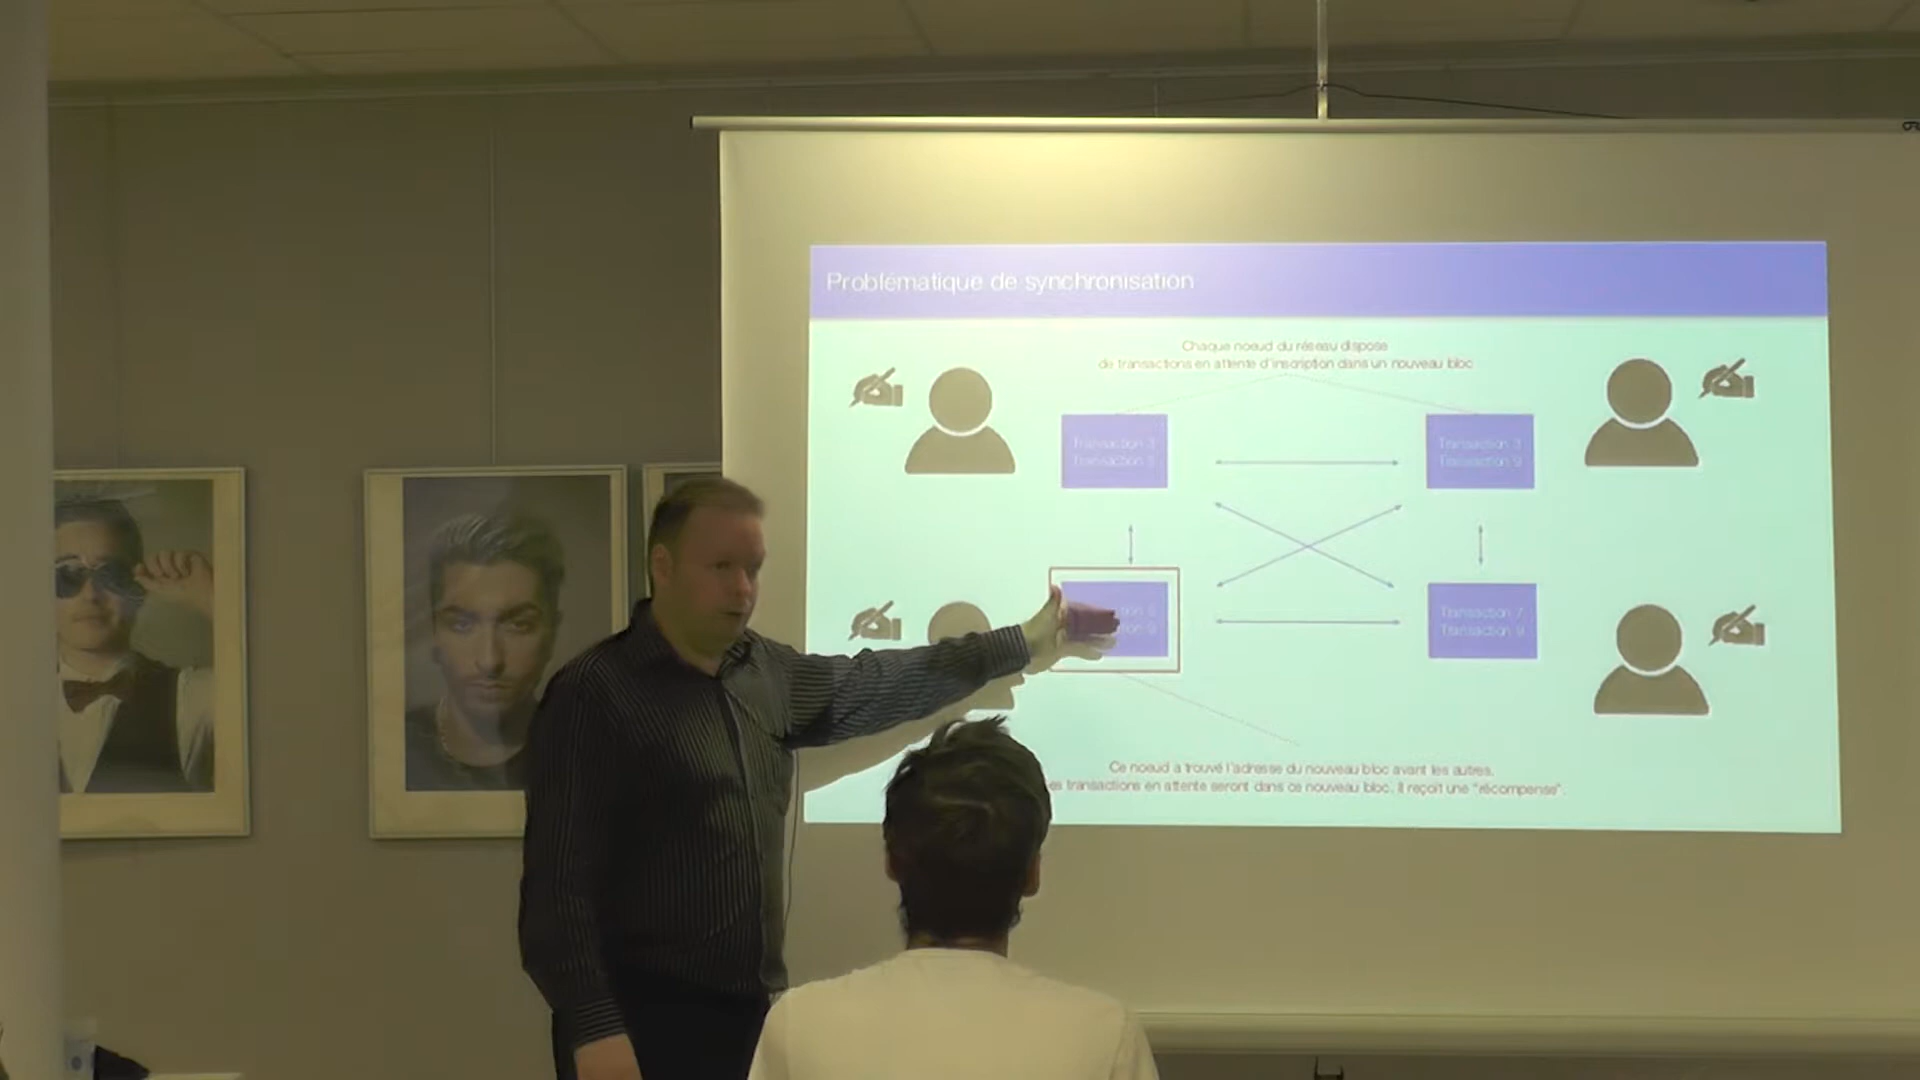 Problématique de synchronisation
Chaque noeud du réseau dispose
de transactions en attente d'inscription dans un nouveau bloc
Transaction 3
Transaction
Transaction 3
Transaction 9
Transaction 7
Transaction 9
Ce noeud a trouvé l'adresse du nouveau bloc avant les autres.
transactions en attente seront dans ce nouveau bloc. Il reçoit une "récompense".